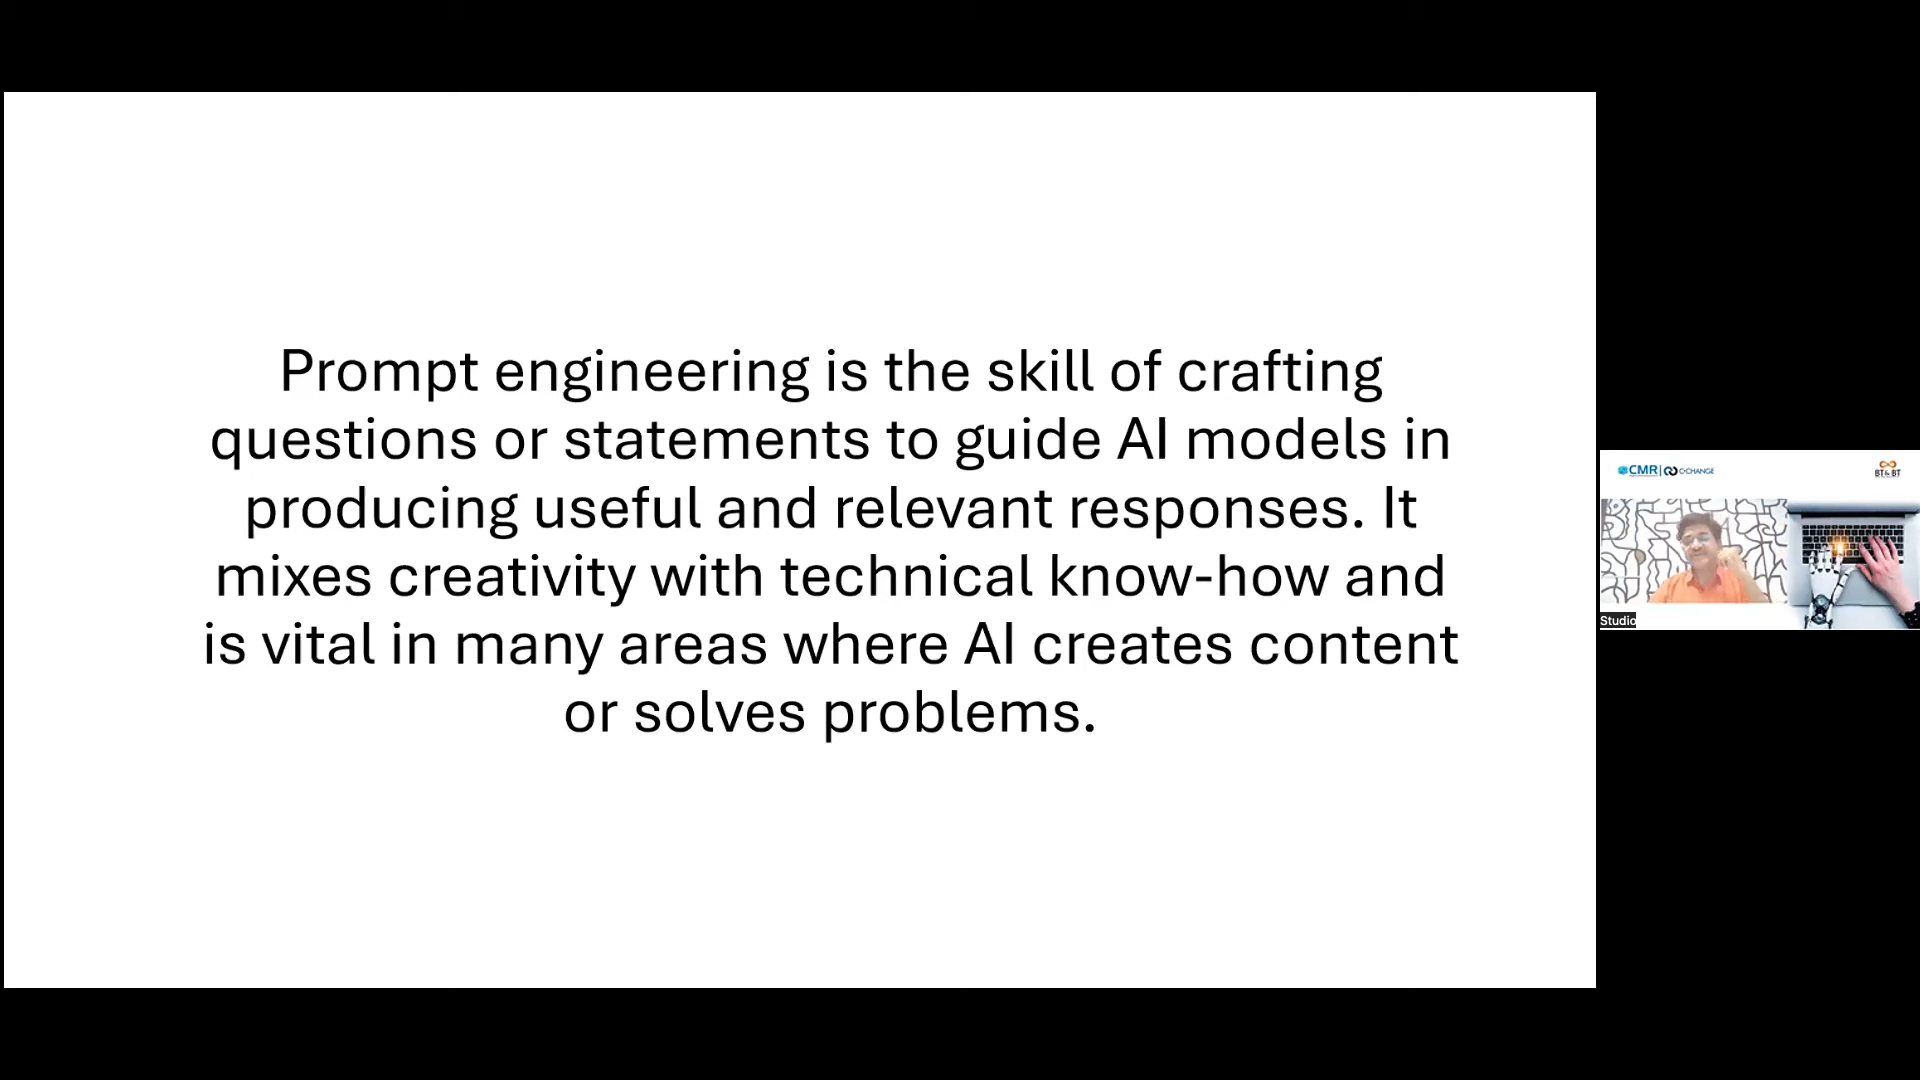 Prompt engineering is the skill of crafting
questions or statements to guide AI models in
producing useful and relevant responses. It
mixes creativity with technical know-how and
is vital in many areas where AI creates content
or solves problems.
CMR C·CHANGE
BT & BT
Studio